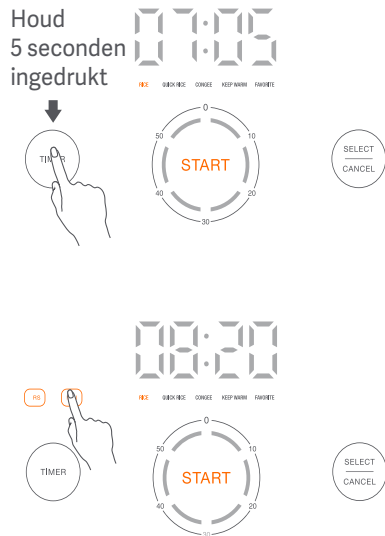 Houd
5 seconden
ingedrukt
07:05
RICE QUICK RICE CONGEE KEEP WARM FAVORITE
0
50 10
TIMER START SELECT
CANCEL
40 20
30
08:20
RS
RICE QUICK RICE CONGEE KEEP WARM FAVORITE
0
50 10
TIMER START SELECT
CANCEL
40 20
30